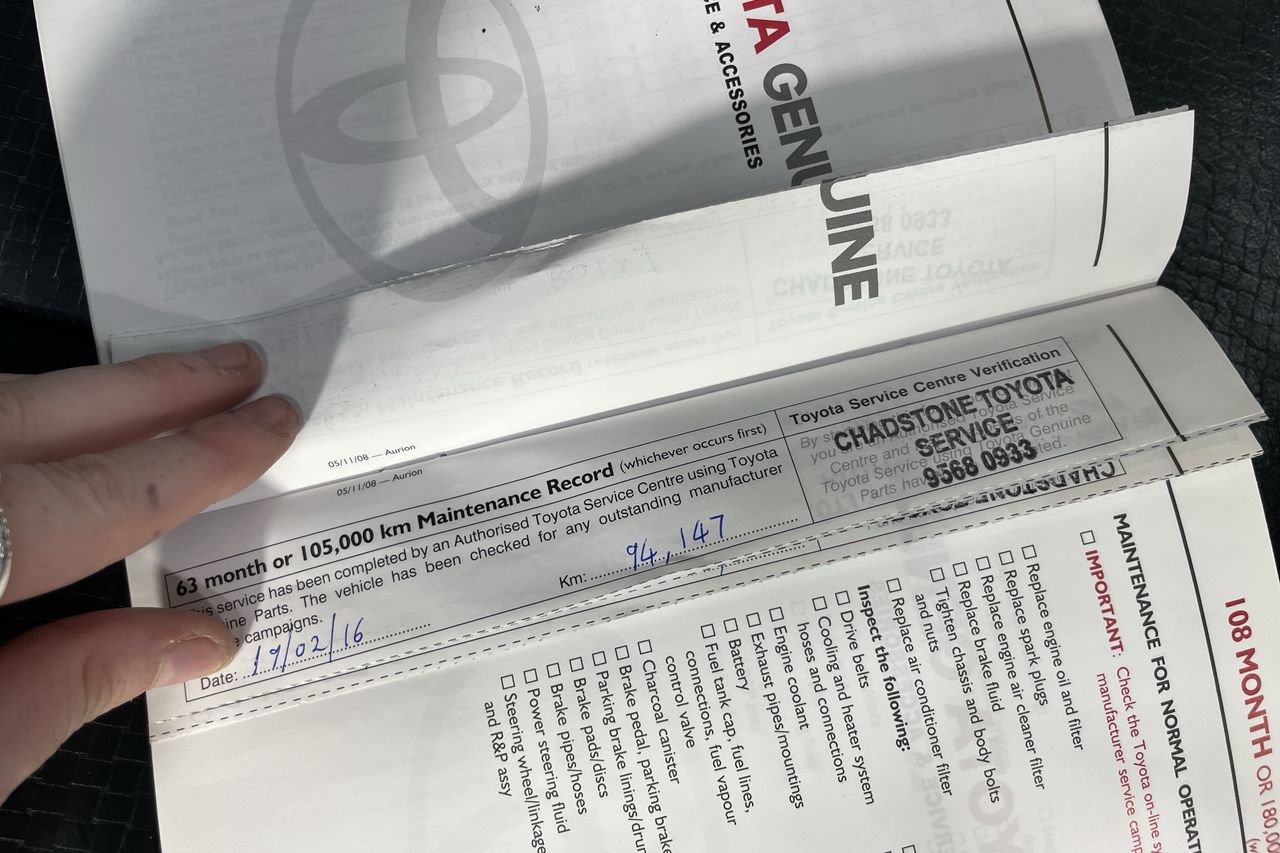 TA GENUINE
CE & ACCESSORIES
05/11/08 — Aurion
05/11/08 — Aurion
63 month or 105,000 km Maintenance Record (whichever occurs first)
his service has been completed by an Authorised Toyota Service Centre using Toyota
ine Parts. The vehicle has been checked for any outstanding manufacturer
campaigns.
Km: 94,147
Date: 19/02/16
Toyota Service Centre Verification
CHADSTONE TOYOTA
SERVICE
9568 0933
108 MONTH OR 180,00
MAINTENANCE FOR NORMAL OPERATI
IMPORTANT: Check the Toyota on-line sy
manufacturer service camp
Replace engine oil and filter
Replace spark plugs
Replace engine air cleaner filter
Replace brake fluid
Tighten chassis and body bolts
and nuts
Replace air conditioner filter
Inspect the following:
Drive belts
Cooling and heater system
hoses and connections
Engine coolant
Exhaust pipes/mountings
Battery
Fuel tank cap, fuel lines,
connections, fuel vapour
control valve
Charcoal canister
Brake pedal, parking brake
Parking brake linings/drum
Brake pads/discs
Brake pipes/hoses
Power steering fluid
Steering wheel/linkage
and R&P assy